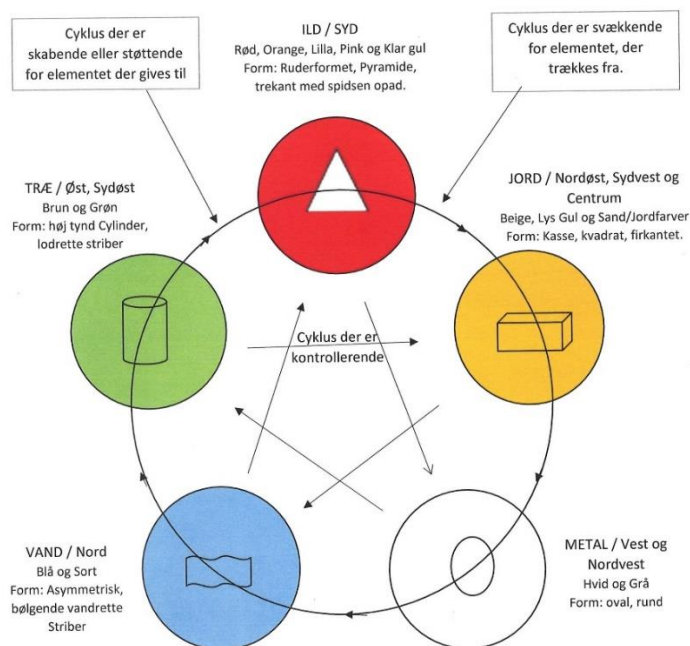 Cyklus der er
skabende eller støttende
for elementet der gives til
ILD / SYD
Rød, Orange, Lilla, Pink og Klar gul
Form: Ruderformet, Pyramide,
trekant med spidsen opad.
Cyklus der er svækkende
for elementet, der
trækkes fra.
TRÆ / Øst, Sydøst
Brun og Grøn
Form: høj tynd Cylinder,
lodrette striber
JORD / Nordøst, Sydvest og
Centrum
Beige, Lys Gul og Sand/Jordfarver
Form: Kasse, kvadrat, firkantet.
Cyklus der er
kontrollerende
VAND / Nord
Blå og Sort
Form: Asymmetrisk,
bølgende vandrette
Striber
METAL / Vest og
Nordvest
Hvid og Grå
Form: oval, rund